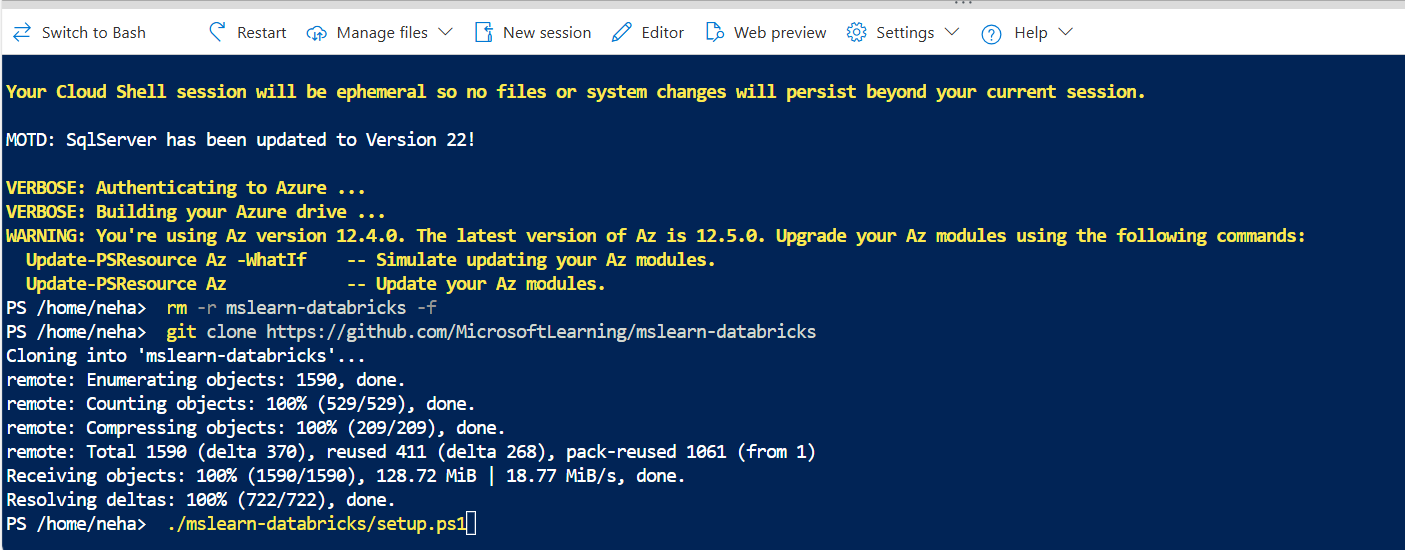 Switch to Bash Restart Manage files New session Editor Web preview Settings Help
Your Cloud Shell session will be ephemeral so no files or system changes will persist beyond your current session.
MOTD: SqlServer has been updated to Version 22!
VERBOSE: Authenticating to Azure ...
VERBOSE: Building your Azure drive ...
WARNING: You're using Az version 12.4.0. The latest version of Az is 12.5.0. Upgrade your Az modules using the following commands:
  Update-PSResource Az -WhatIf    -- Simulate updating your Az modules.
  Update-PSResource Az            -- Update your Az modules.
PS /home/neha>  rm -r mslearn-databricks -f
PS /home/neha>  git clone https://github.com/MicrosoftLearning/mslearn-databricks
Cloning into 'mslearn-databricks'...
remote: Enumerating objects: 1590, done.
remote: Counting objects: 100% (529/529), done.
remote: Compressing objects: 100% (209/209), done.
remote: Total 1590 (delta 370), reused 411 (delta 268), pack-reused 1061 (from 1)
Receiving objects: 100% (1590/1590), 128.72 MiB | 18.77 MiB/s, done.
Resolving deltas: 100% (722/722), done.
PS /home/neha>  ./mslearn-databricks/setup.ps1